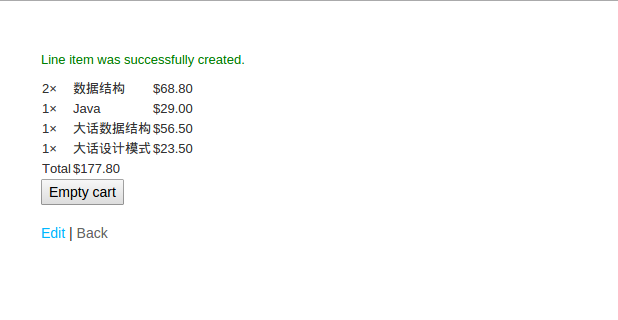 Line item was successfully created.
2× 数据结构 $68.80
1× Java $29.00
1× 大话数据结构 $56.50
1× 大话设计模式 $23.50
Total $177.80
Empty cart
Edit | Back